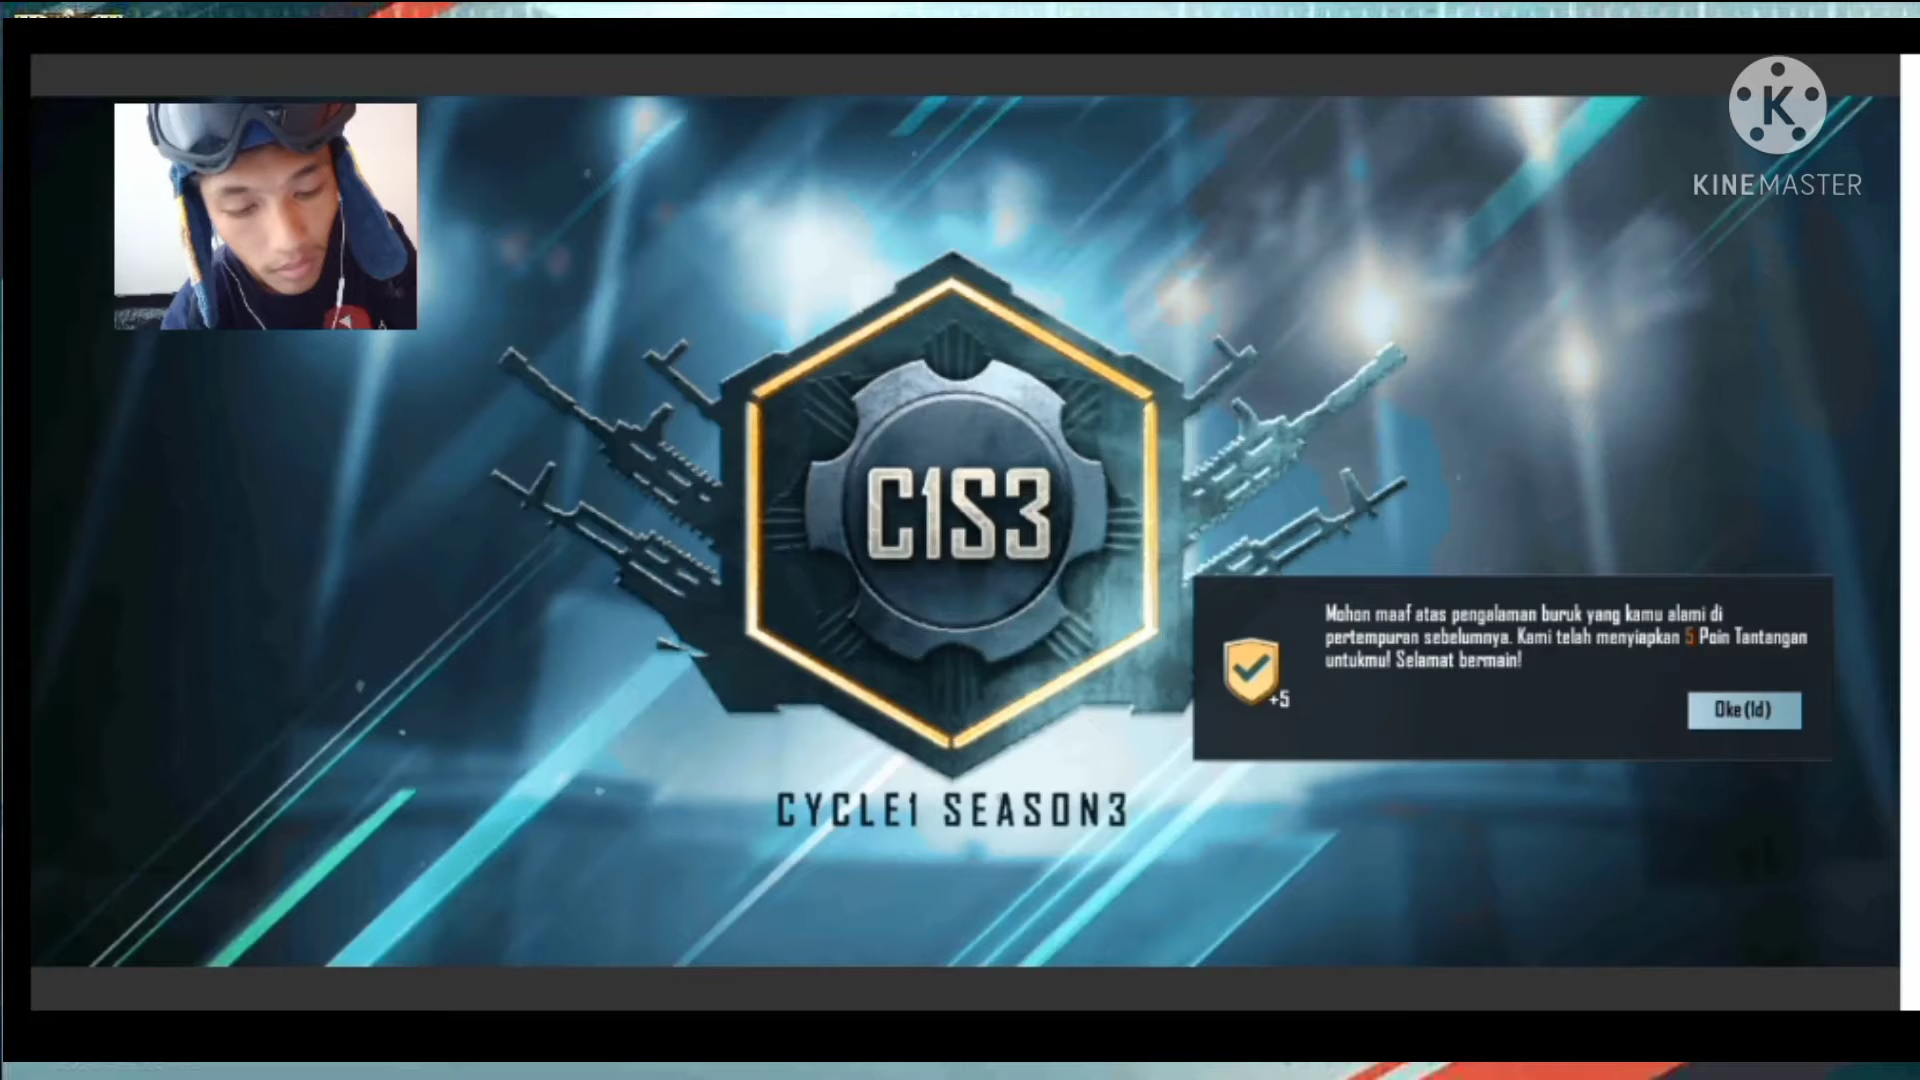 K
KINEMASTER
C1S3
CYCLE1 SEASON3
Mohon maaf atas pengalaman buruk yang kamu alami di
pertempuran sebelumnya. Kami telah menyiapkan 5 Poin Tantangan
untukmu! Selamat bermain!
+5
Oke(1d)